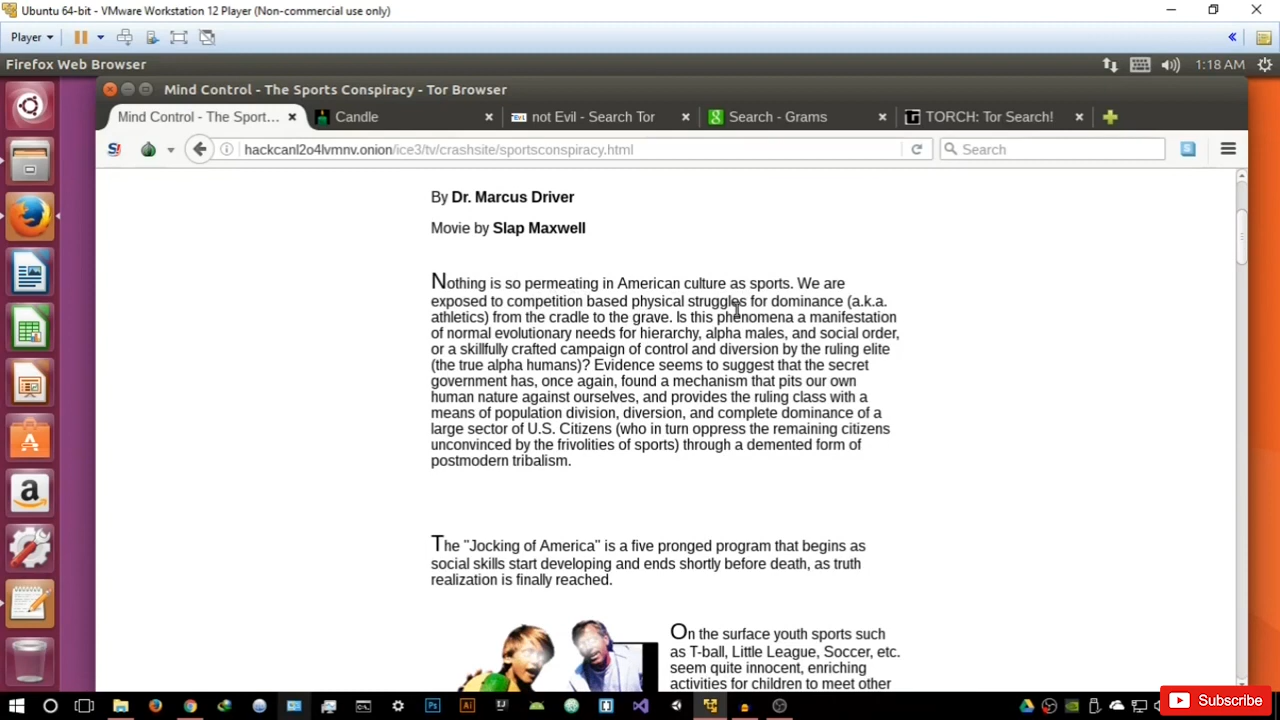 Ubuntu 64-bit - VMware Workstation 12 Player (Non-commercial use only)
Player
Firefox Web Browser
1:18 AM
Mind Control - The Sports Conspiracy - Tor Browser
Mind Control - The Sport...
Candle
not Evil - Search Tor
Search - Grams
TORCH: Tor Search!
hackcanl2o4lvmnv.onion/ice3/tv/crashsite/sportsconspiracy.html
Search
By Dr. Marcus Driver
Movie by Slap Maxwell
Nothing is so permeating in American culture as sports. We are
exposed to competition based physical struggles for dominance (a.k.a.
athletics) from the cradle to the grave. Is this phenomena a manifestation
of normal evolutionary needs for hierarchy, alpha males, and social order,
or a skillfully crafted campaign of control and diversion by the ruling elite
(the true alpha humans)? Evidence seems to suggest that the secret
government has, once again, found a mechanism that pits our own
human nature against ourselves, and provides the ruling class with a
means of population division, diversion, and complete dominance of a
large sector of U.S. Citizens (who in turn oppress the remaining citizens
unconvinced by the frivolities of sports) through a demented form of
postmodern tribalism.
The "Jocking of America" is a five pronged program that begins as
social skills start developing and ends shortly before death, as truth
realization is finally reached.
On the surface youth sports such
as T-ball, Little League, Soccer, etc.
seem quite innocent, enriching
activities for children to meet other
Subscribe